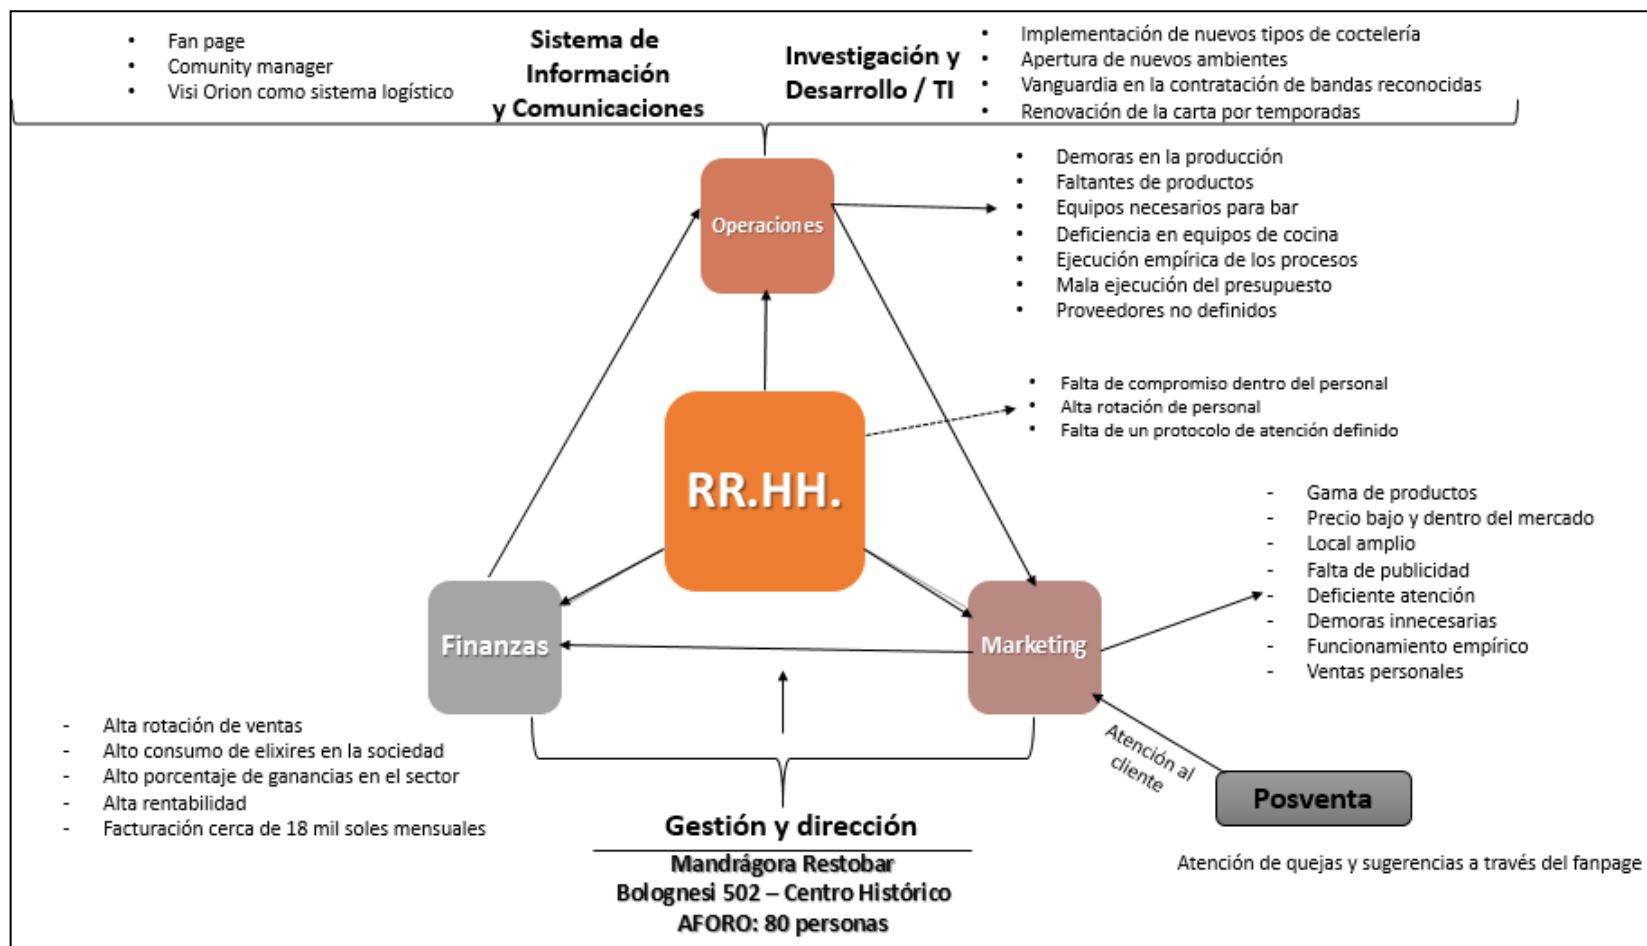 • Fan page
• Comunity manager
• Visi Orion como sistema logístico
Sistema de
Información
y Comunicaciones
Investigación y
Desarrollo / TI
• Implementación de nuevos tipos de coctelería
• Apertura de nuevos ambientes
• Vanguardia en la contratación de bandas reconocidas
• Renovación de la carta por temporadas
Operaciones
• Demoras en la producción
• Faltantes de productos
• Equipos necesarios para bar
• Deficiencia en equipos de cocina
• Ejecución empírica de los procesos
• Mala ejecución del presupuesto
• Proveedores no definidos
• Falta de compromiso dentro del personal
• Alta rotación de personal
• Falta de un protocolo de atención definido
RR.HH.
- Gama de productos
- Precio bajo y dentro del mercado
- Local amplio
- Falta de publicidad
- Deficiente atención
- Demoras innecesarias
- Funcionamiento empírico
- Ventas personales
Finanzas
Marketing
- Alta rotación de ventas
- Alto consumo de elixires en la sociedad
- Alto porcentaje de ganancias en el sector
- Alta rentabilidad
- Facturación cerca de 18 mil soles mensuales
Atención al
cliente
Posventa
Atención de quejas y sugerencias a través del fanpage
Gestión y dirección
Mandrágora Restobar
Bolognesi 502 – Centro Histórico
AFORO: 80 personas